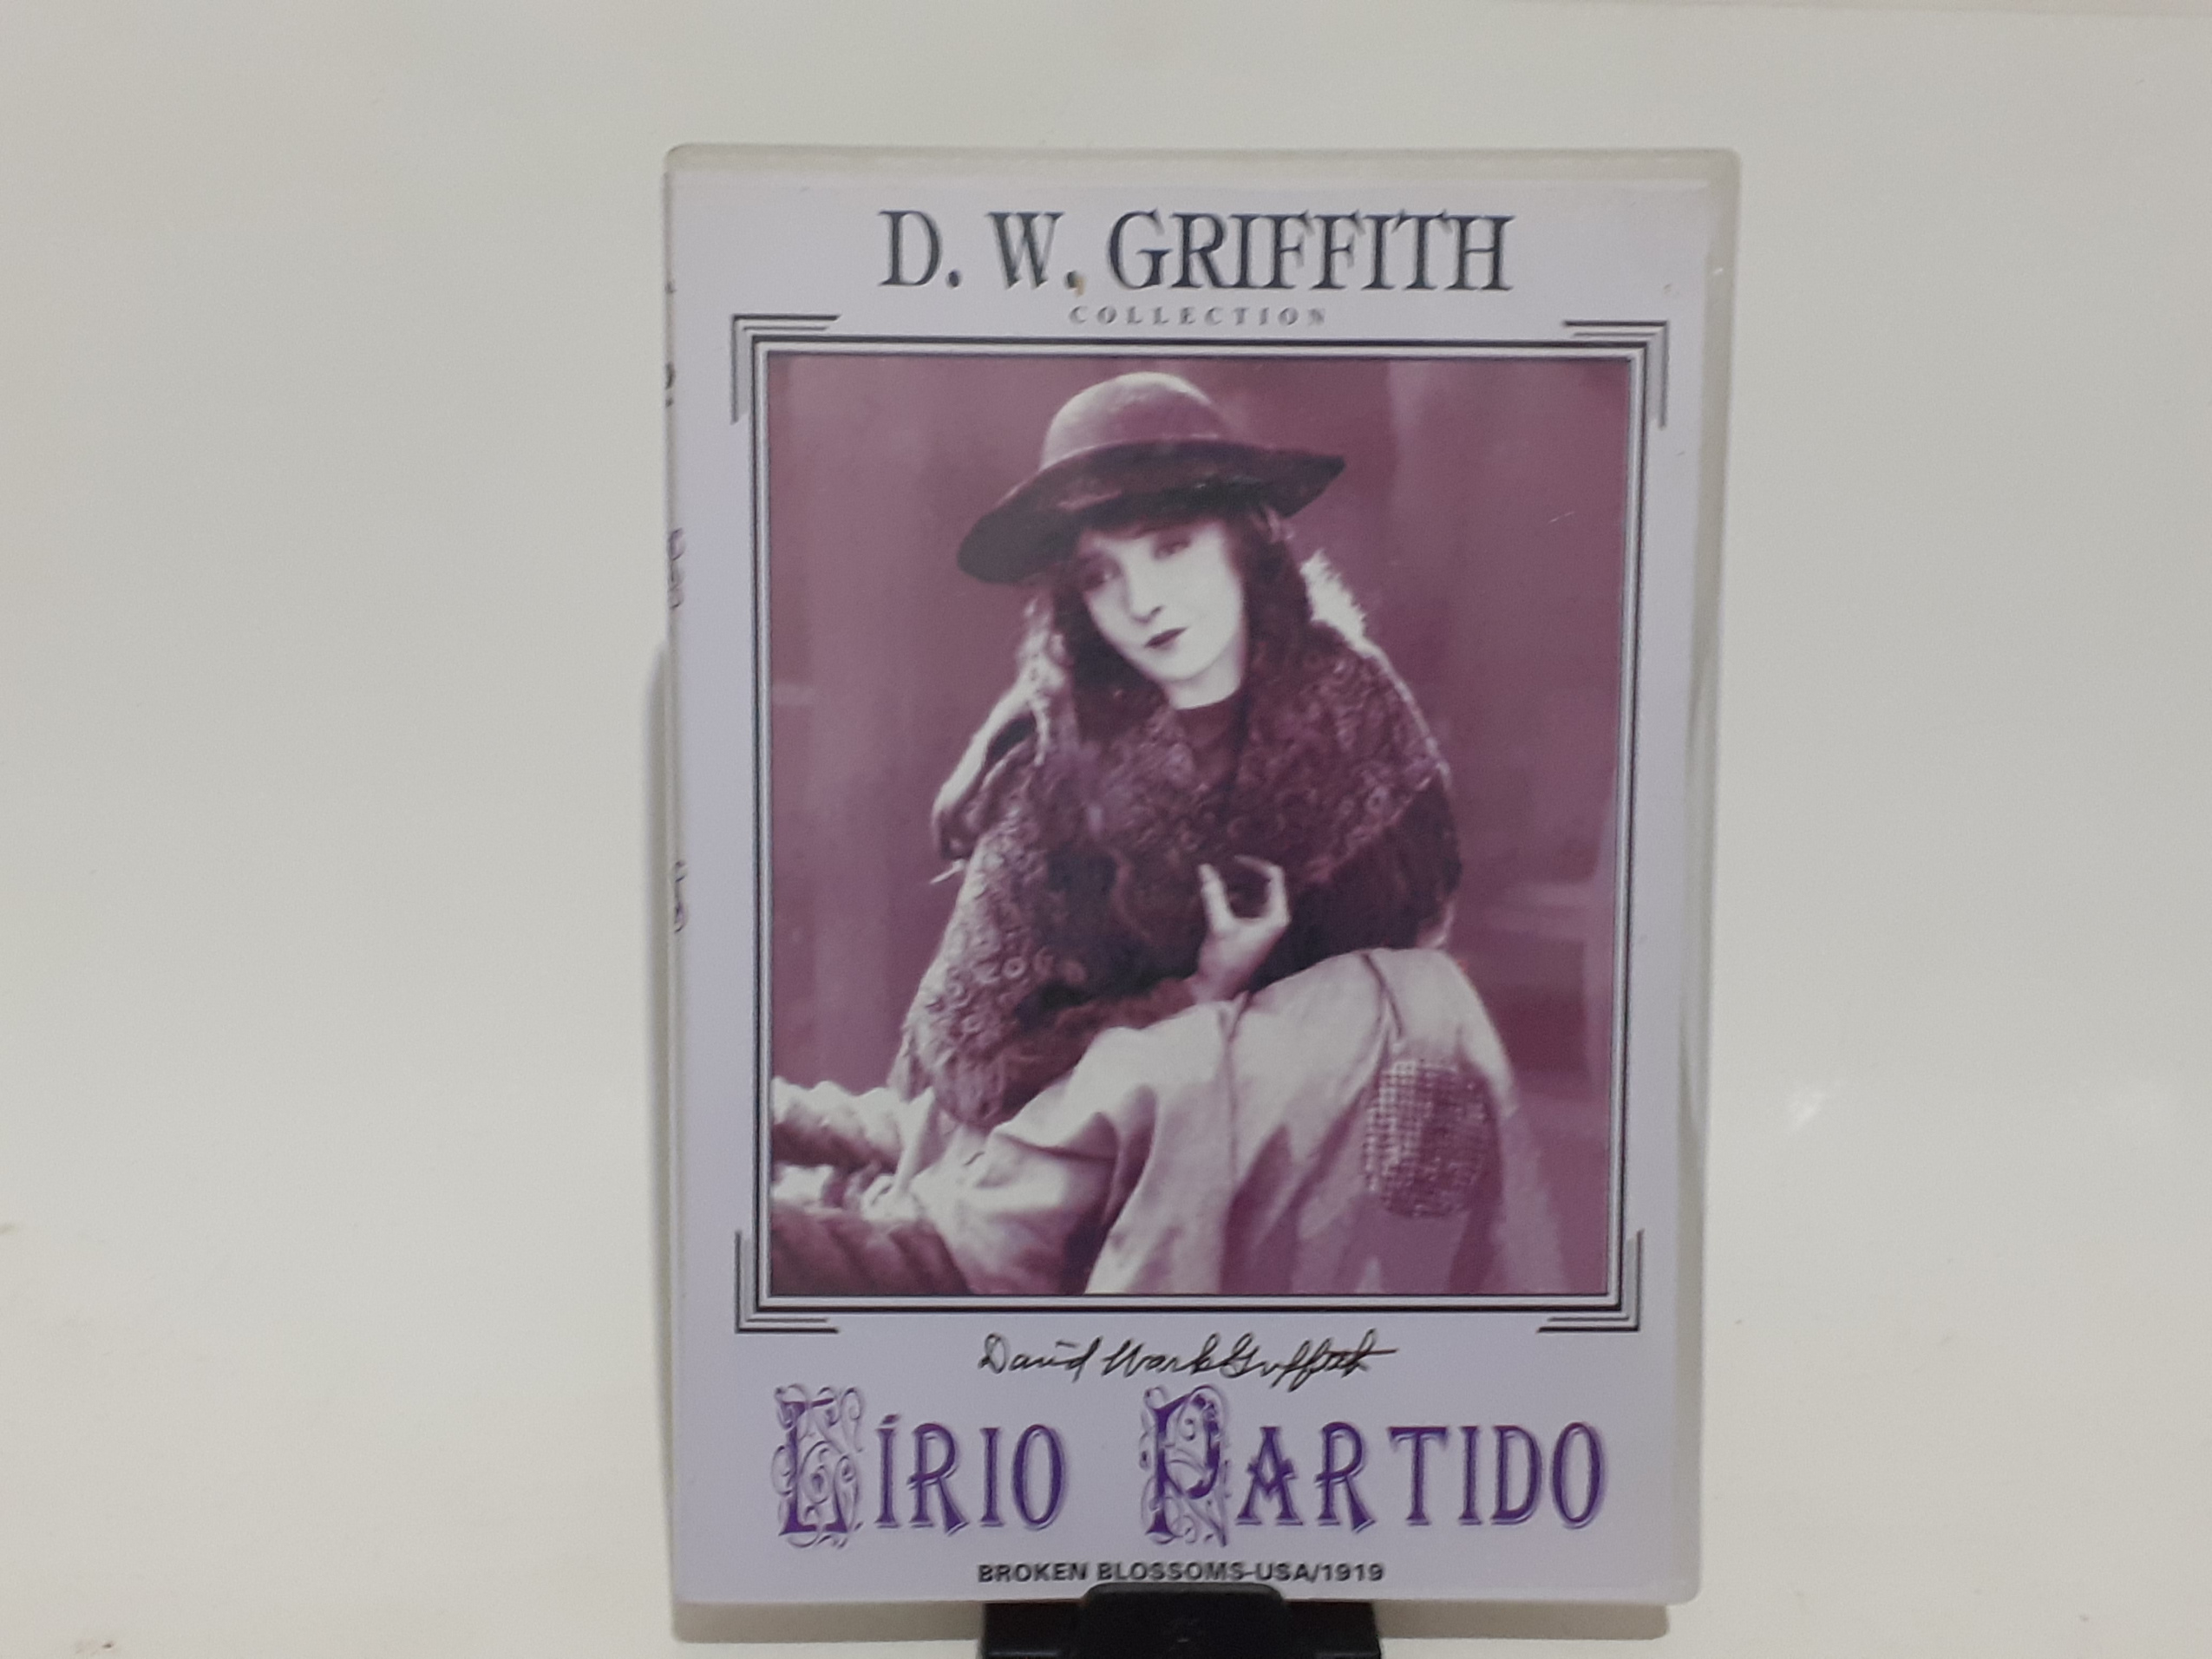 D. W. GRIFFITH
COLLECTION
David Wark Griffith
LÍRIO PARTIDO
BROKEN BLOSSOMS-USA/1919